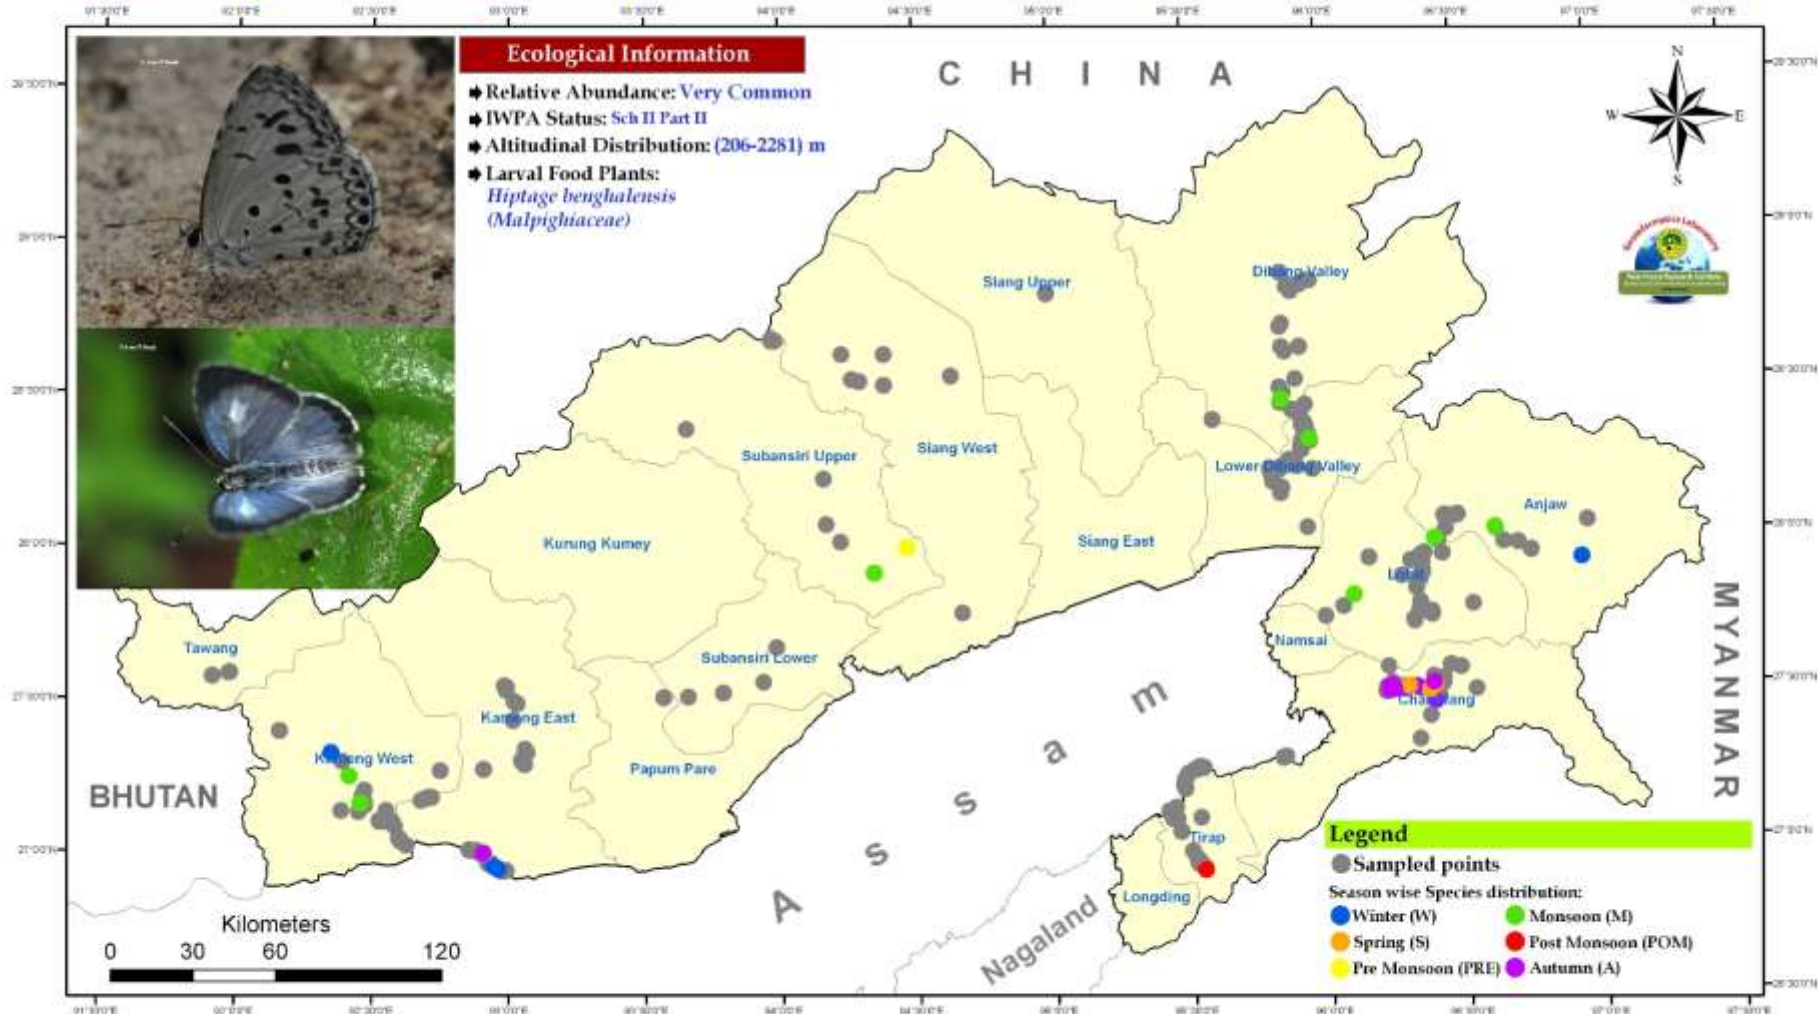 Ecological Information
Relative Abundance: Very Common
IWPA Status: Sch II Part II
Altitudinal Distribution: (206-2281) m
Larval Food Plants:
Hiptage benghalensis
(Malpighiaceae)
CHINA
N
W E
S
Siang Upper
Dibang Valley
Subansiri Upper
Siang West
Lower Dibang Valley
Anjaw
Kurung Kumey
Siang East
Lohit
MYANMAR
Tawang
Subansiri Lower
Namsai
Kameng East
Changlang
Kameng West
Papum Pare
BHUTAN
Assam
Tirap
Longding
Nagaland
Kilometers
0 30 60 120
Legend
Sampled points
Season wise Species distribution:
Winter (W) Monsoon (M)
Spring (S) Post Monsoon (POM)
Pre Monsoon (PRE) Autumn (A)